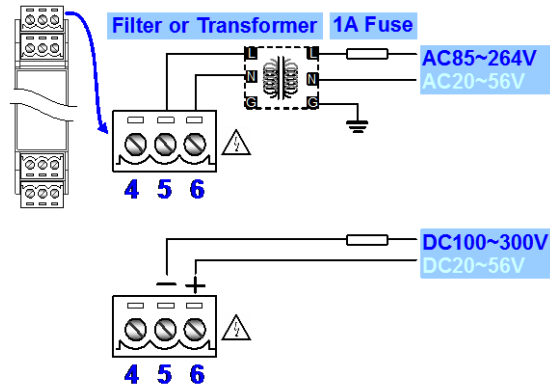 Filter or Transformer 1A Fuse
L L AC85~264V
N N AC20~56V
G G
4 5 6
DC100~300V
DC20~56V
− +
4 5 6